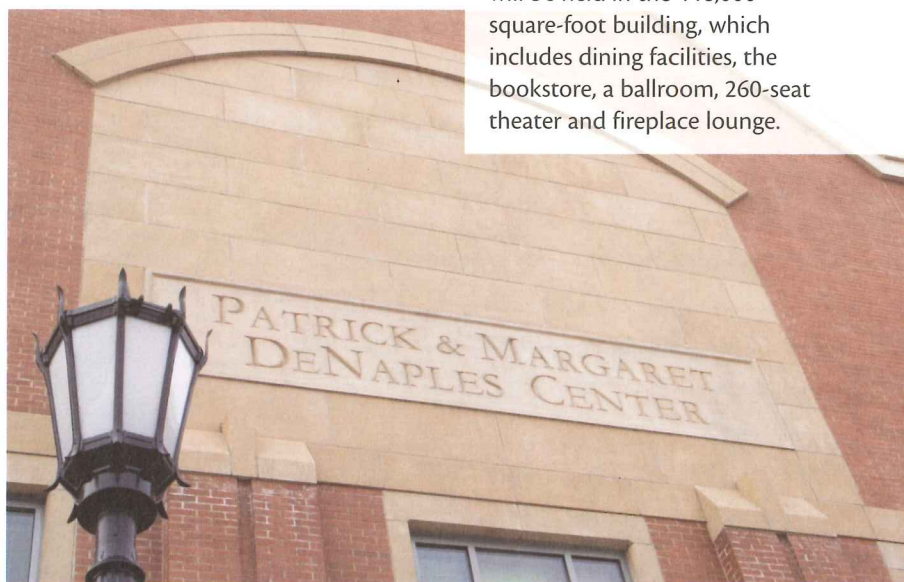 square-foot building, which
includes dining facilities, the
bookstore, a ballroom, 260-seat
theater and fireplace lounge.
PATRICK & MARGARET
DENAPLES CENTER